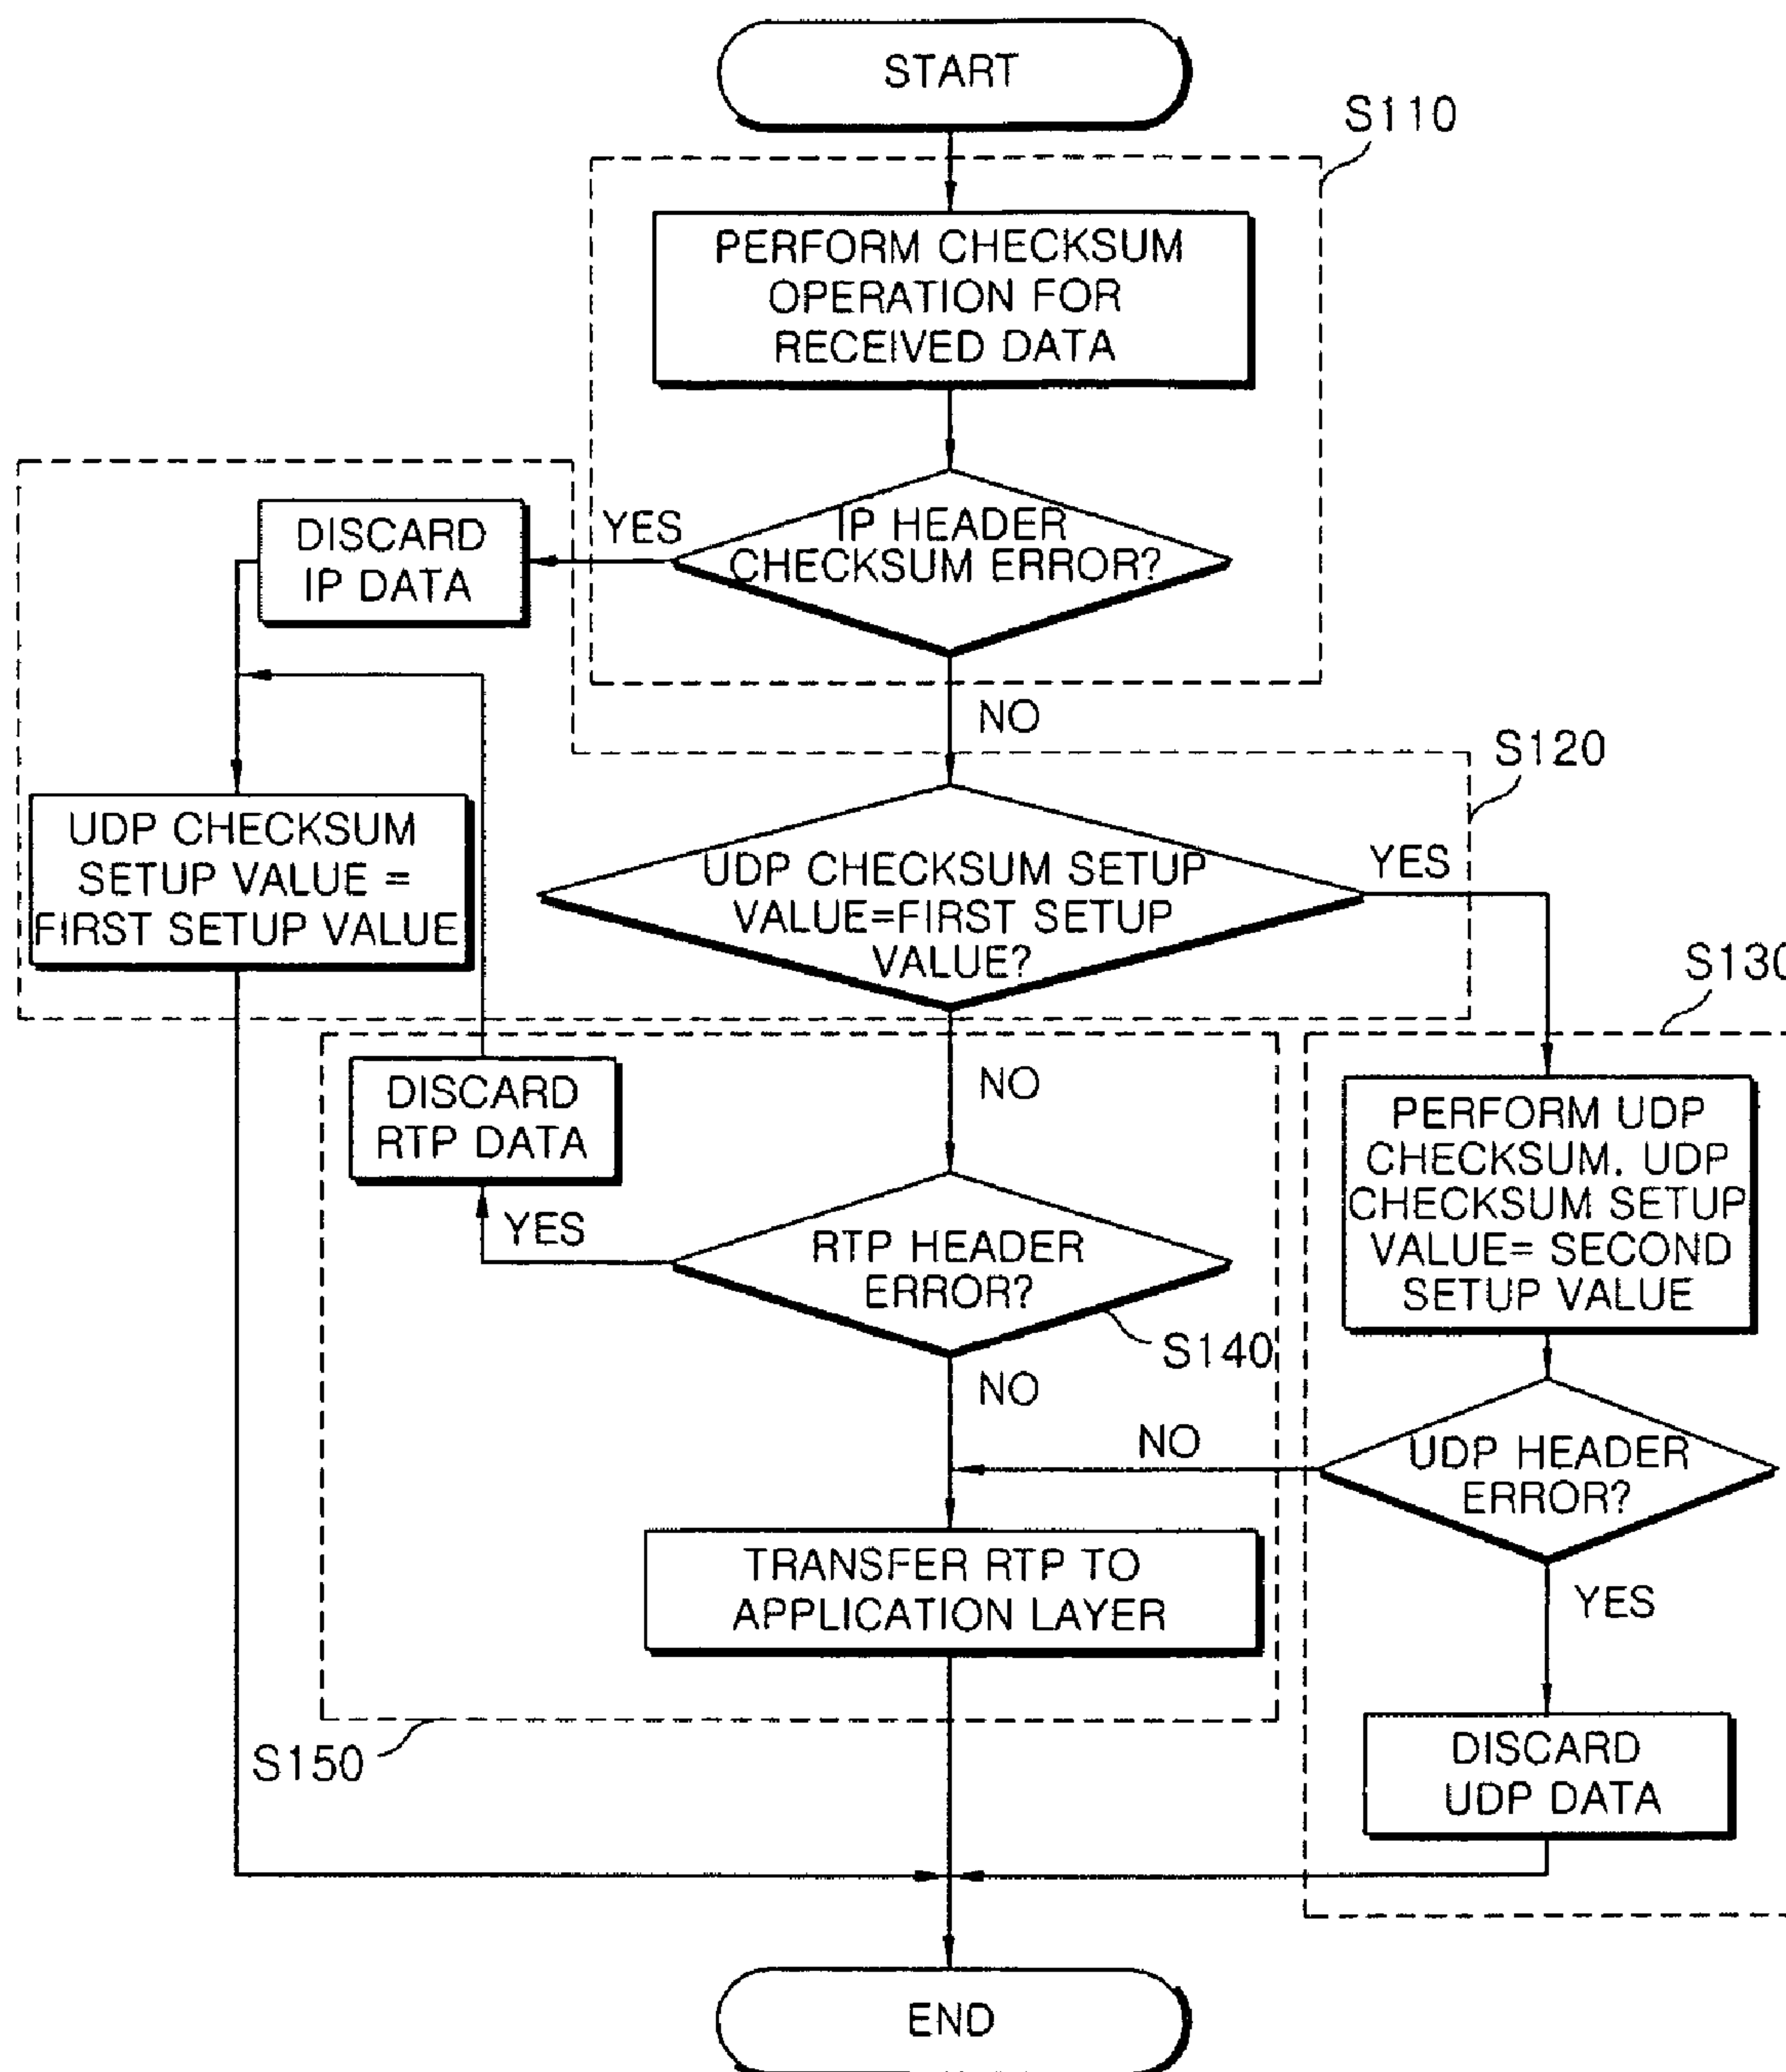 START
S110
PERFORM CHECKSUM
OPERATION FOR
RECEIVED DATA
IP HEADER
CHECKSUM ERROR?
YES
DISCARD
IP DATA
NO
S120
UDP CHECKSUM
SETUP VALUE =
FIRST SETUP VALUE
UDP CHECKSUM SETUP
VALUE=FIRST SETUP
VALUE?
YES
S130
NO
DISCARD
RTP DATA
PERFORM UDP
CHECKSUM. UDP
CHECKSUM SETUP
VALUE= SECOND
SETUP VALUE
YES
RTP HEADER
ERROR?
S140
NO
NO
UDP HEADER
ERROR?
TRANSFER RTP TO
APPLICATION LAYER
YES
S150
DISCARD
UDP DATA
END